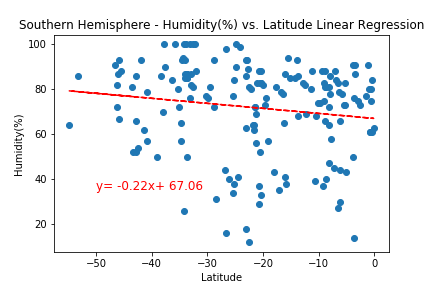 Southern Hemisphere - Humidity(%) vs. Latitude Linear Regression
100
80
60
40
20
Humidity(%)
y= -0.22x+ 67.06
−50
−40
−30
−20
−10
0
Latitude